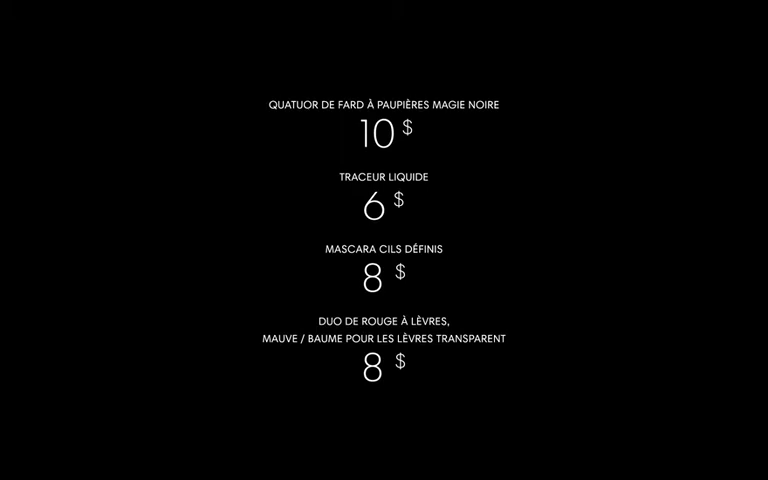 QUATUOR DE FARD À PAUPIÈRES MAGIE NOIRE
10 $
TRACEUR LIQUIDE
6 $
MASCARA CILS DÉFINIS
8 $
DUO DE ROUGE À LÈVRES,
MAUVE / BAUME POUR LES LÈVRES TRANSPARENT
8 $